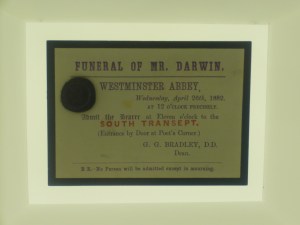 FUNERAL OF MR. DARWIN.
WESTMINSTER ABBEY,
Wednesday, April 26th, 1882.
AT 12 O'CLOCK PRECISELY.
Admit the Bearer at Eleven o'clock to the
SOUTH TRANSEPT.
(Entrance by Door in Poet's Corner.)
G. G. BRADLEY, D.D.
Dean.
N.B.—No Person will be admitted except in mourning.